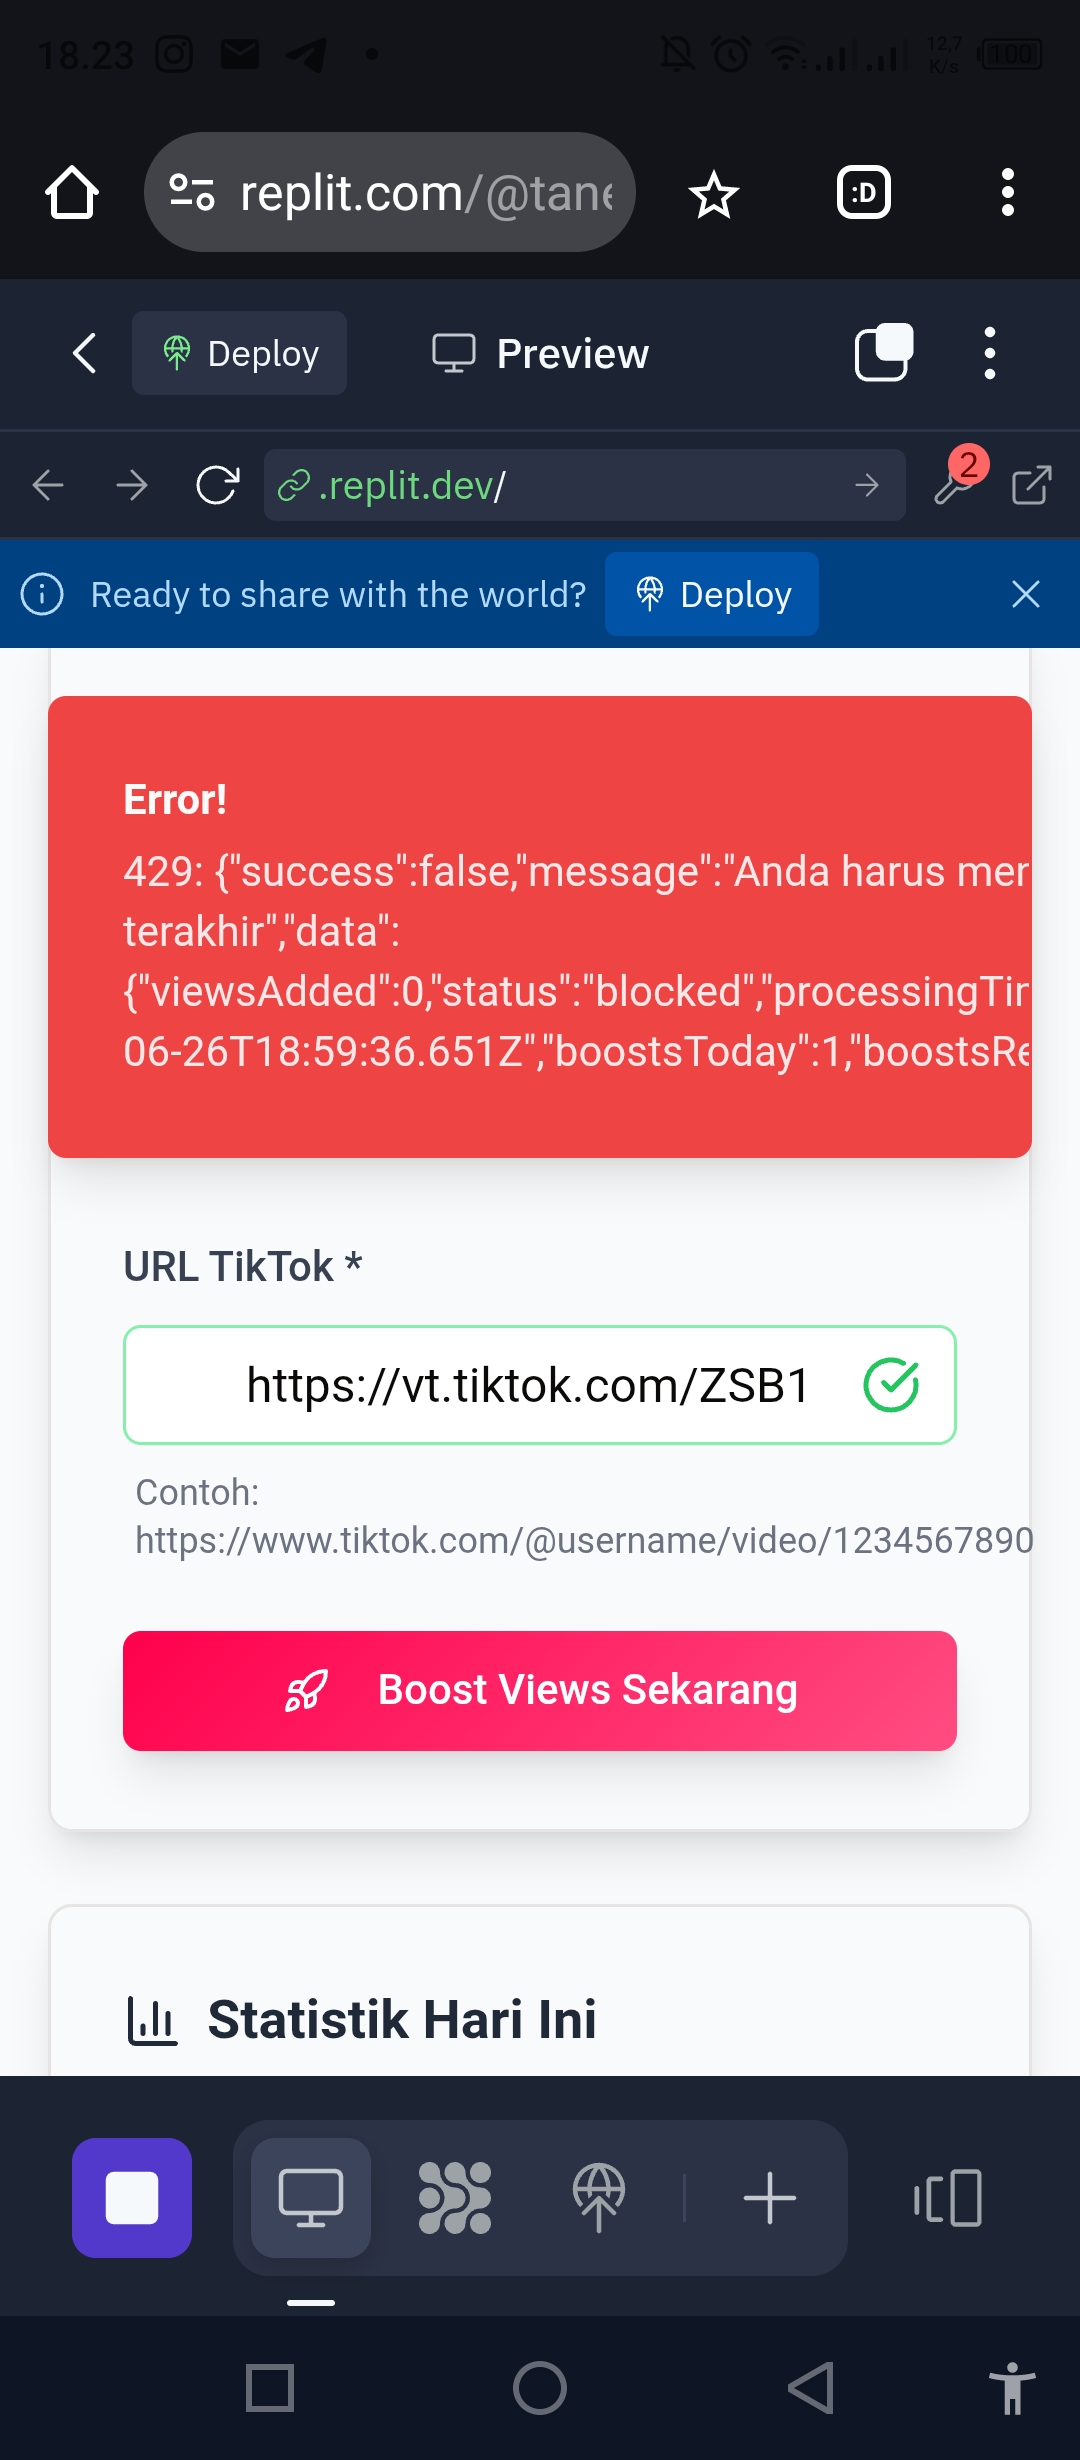 18.23
12,7
K/s
100
replit.com/@tane
:D
Deploy
Preview
.replit.dev/
2
Ready to share with the world?
Deploy
Error!
429: {"success":false,"message":"Anda harus mer
terakhir","data":
{"viewsAdded":0,"status":"blocked","processingTir
06-26T18:59:36.651Z","boostsToday":1,"boostsRe
URL TikTok *
https://vt.tiktok.com/ZSB1
Contoh:
https://www.tiktok.com/@username/video/1234567890
Boost Views Sekarang
Statistik Hari Ini